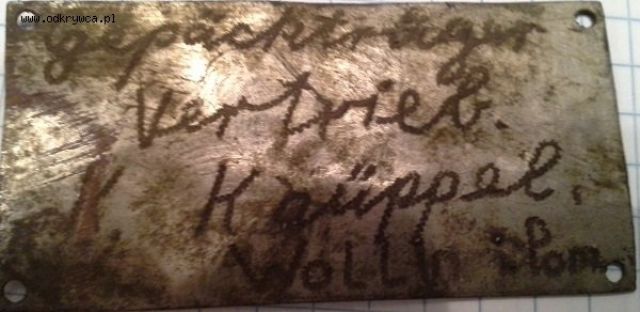 www.odkrywca.pl
Gepäckträger
Vertrieb.
K. Knüppel.
Wollin Pom.